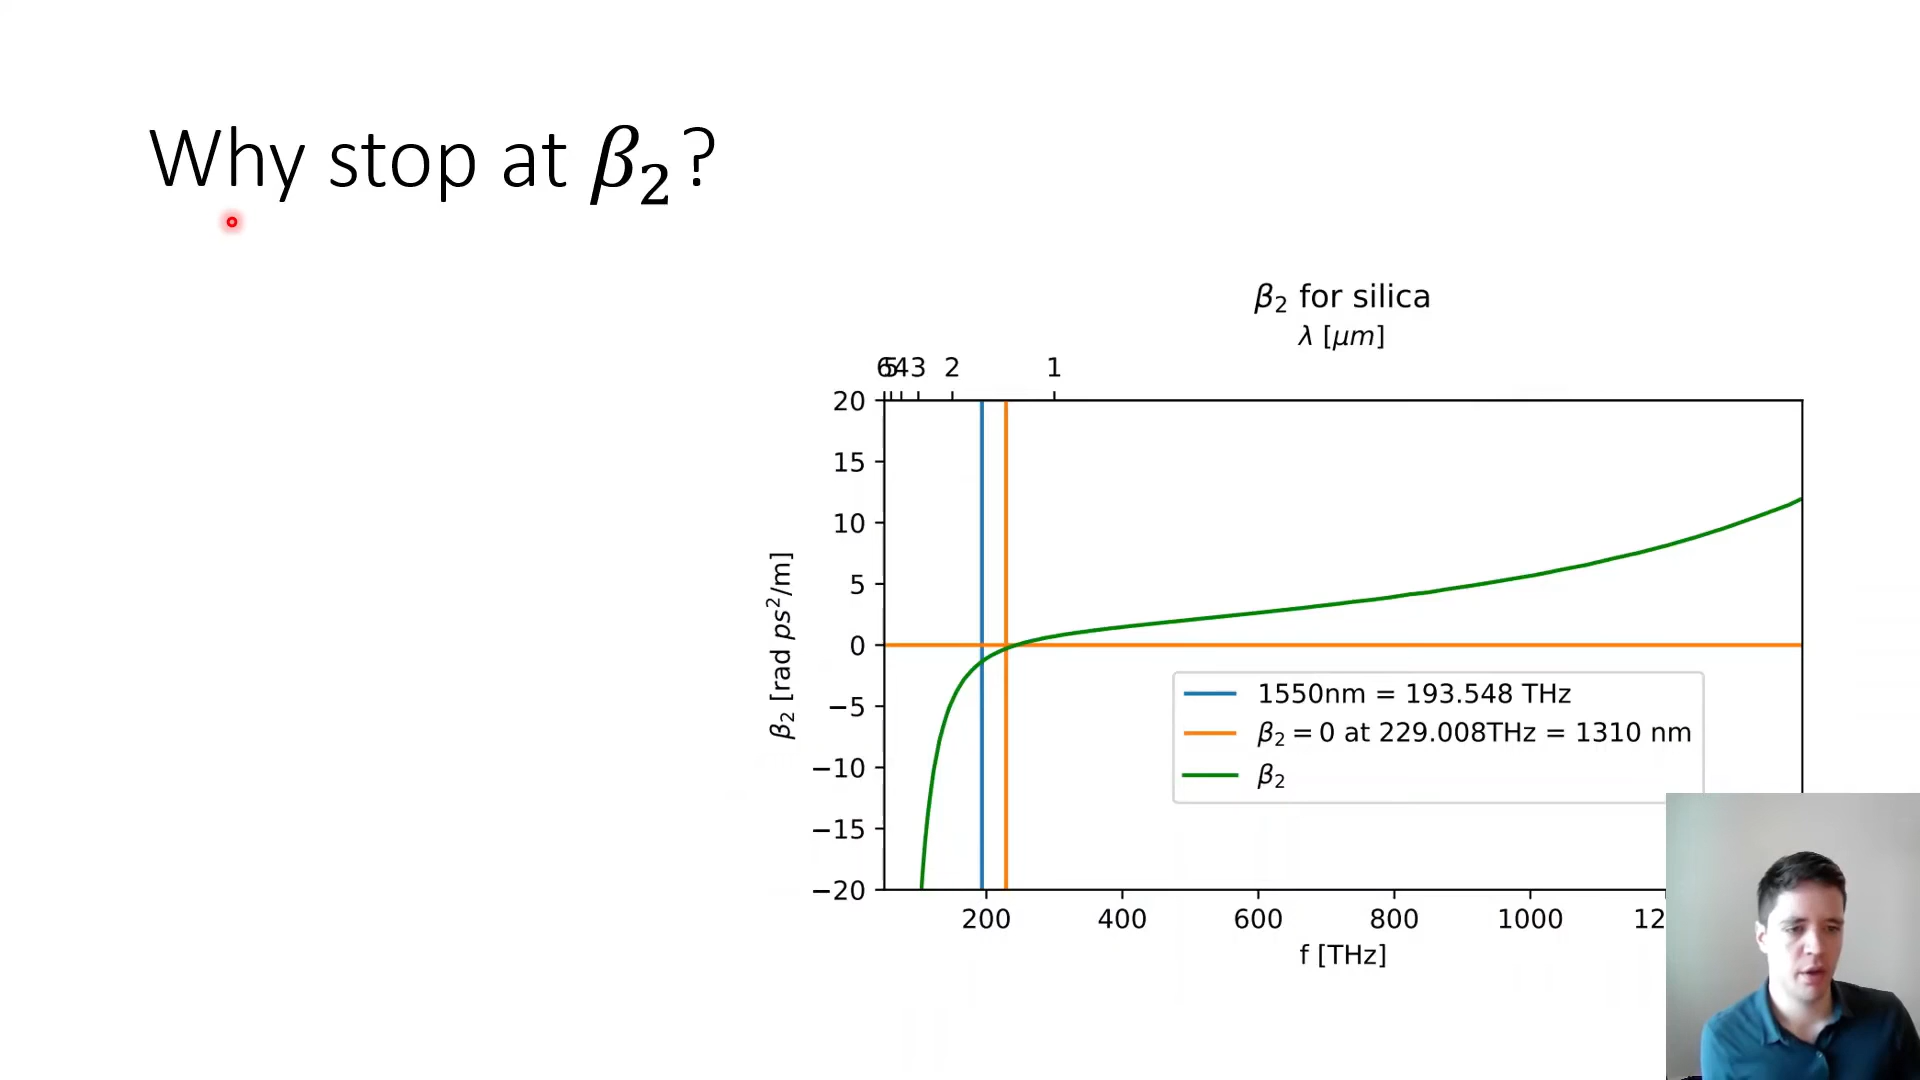 Why stop at β₂?
β₂ for silica
λ [μm]
3 2 1
20
15
10
5
0
−5
−10
−15
−20
β₂ [rad ps²/m]
1550nm = 193.548 THz
β₂ = 0 at 229.008THz = 1310 nm
β₂
200 400 600 800 1000
f [THz]